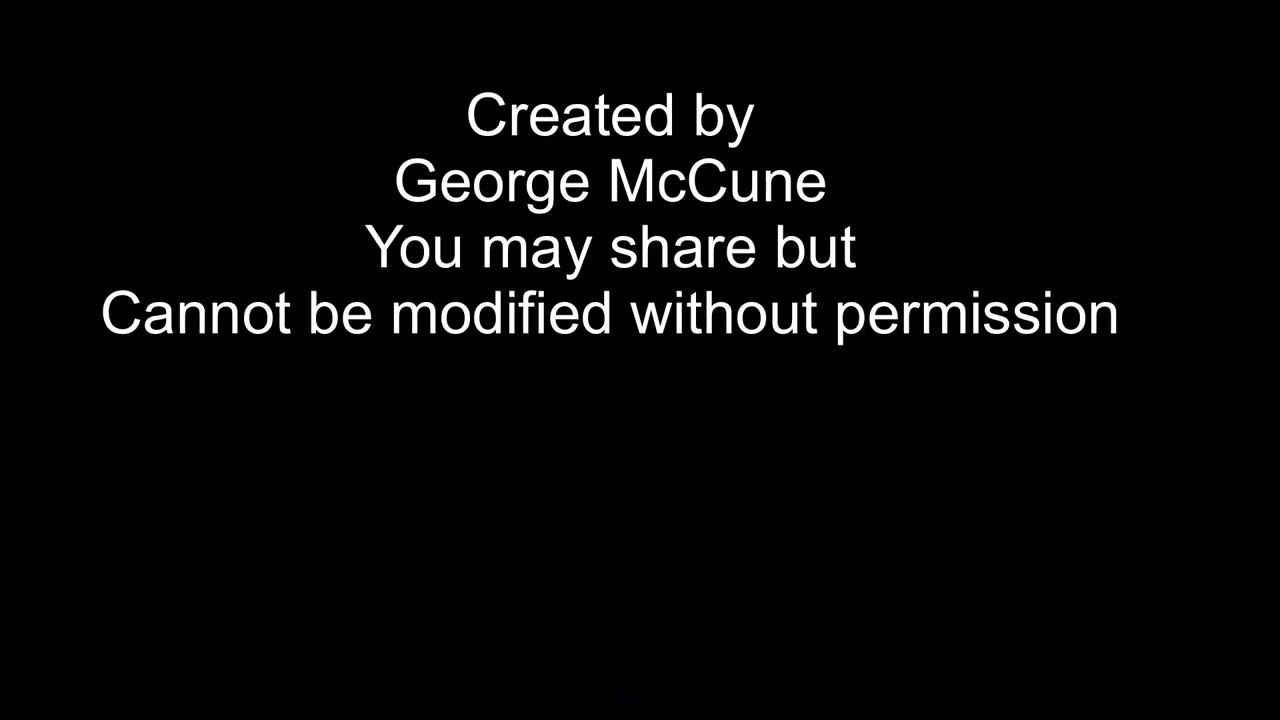 Created by
George McCune
You may share but
Cannot be modified without permission